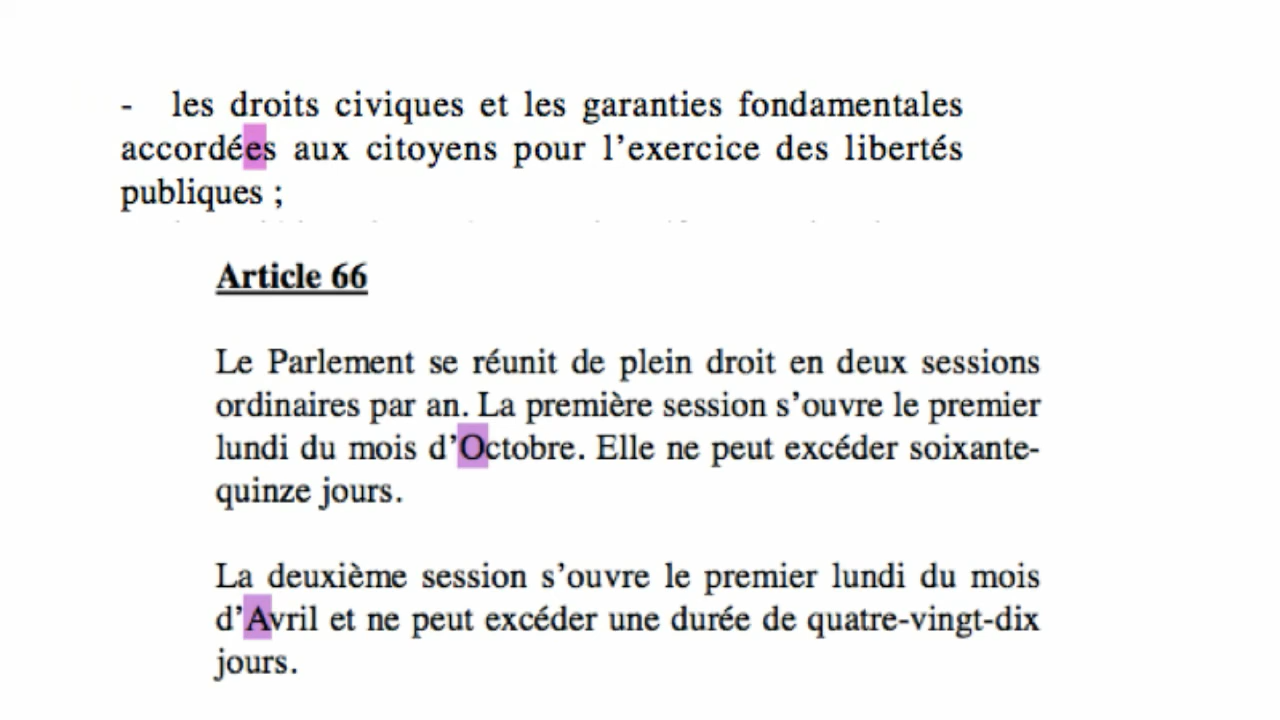 - les droits civiques et les garanties fondamentales
accordées aux citoyens pour l’exercice des libertés
publiques ;
Article 66
Le Parlement se réunit de plein droit en deux sessions
ordinaires par an. La première session s’ouvre le premier
lundi du mois d’Octobre. Elle ne peut excéder soixante-
quinze jours.
La deuxième session s’ouvre le premier lundi du mois
d’Avril et ne peut excéder une durée de quatre-vingt-dix
jours.